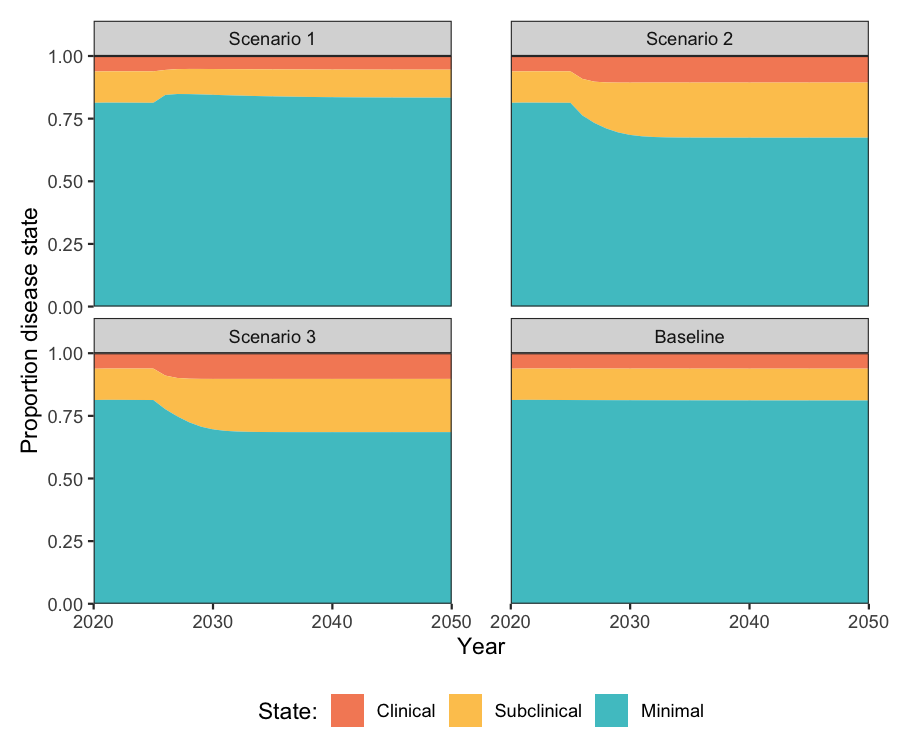 Scenario 1
Scenario 2
1.00
0.75
0.50
0.25
0.00
Scenario 3
Baseline
1.00
0.75
0.50
0.25
0.00
2020 2030 2040 2050 2020 2030 2040 2050
Proportion disease state
Year
State: Clinical Subclinical Minimal